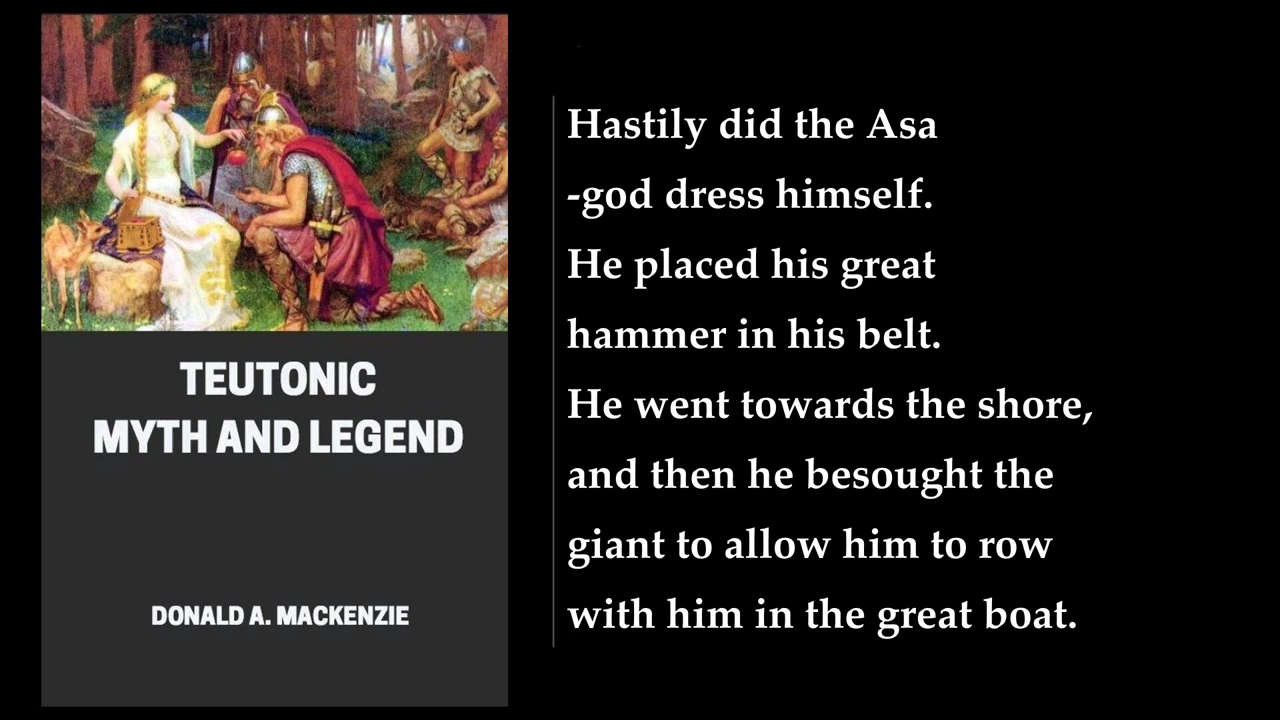 TEUTONIC
MYTH AND LEGEND
DONALD A. MACKENZIE
Hastily did the Asa
-god dress himself.
He placed his great
hammer in his belt.
He went towards the shore,
and then he besought the
giant to allow him to row
with him in the great boat.